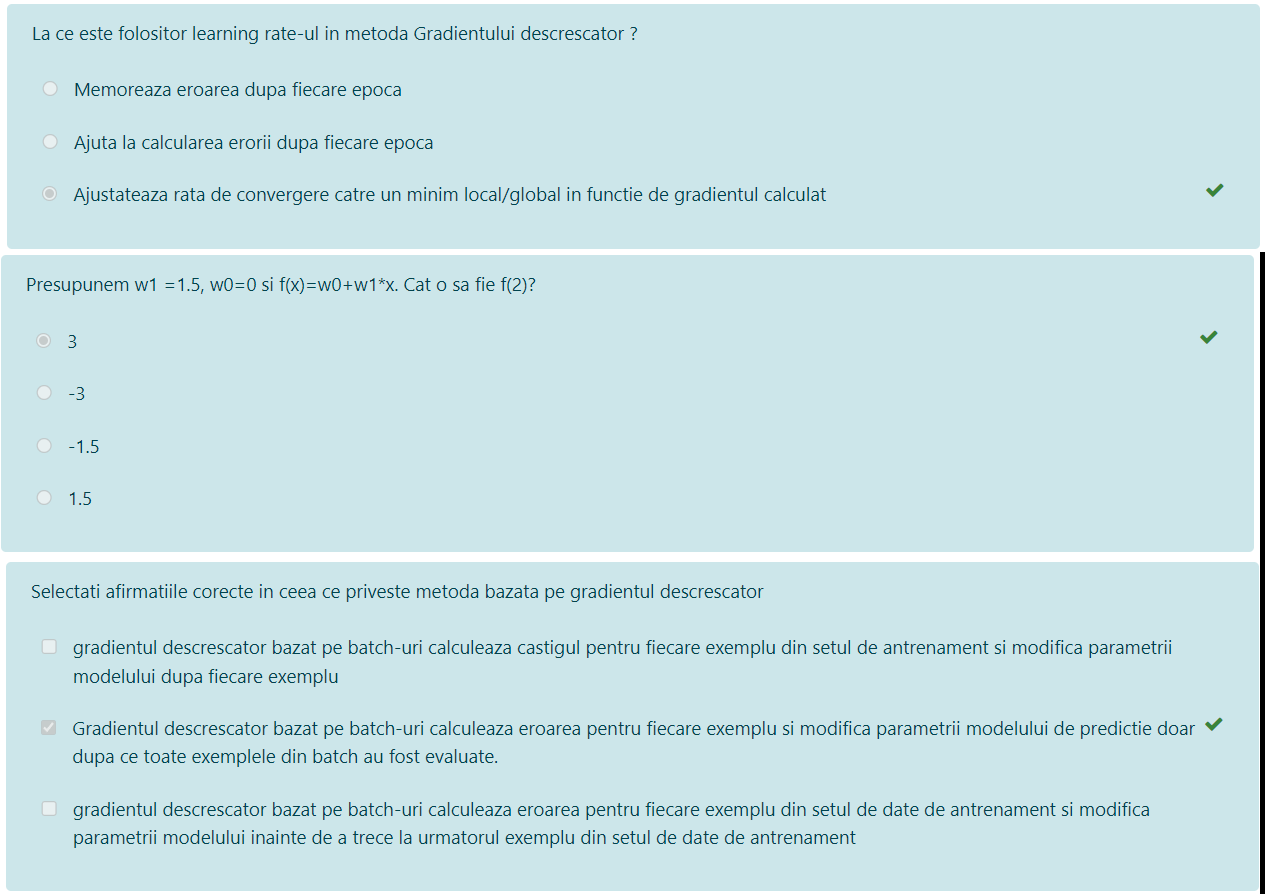 La ce este folositor learning rate-ul in metoda Gradientului descrescator ?
Memoreaza eroarea dupa fiecare epoca
Ajuta la calcularea erorii dupa fiecare epoca
Ajustateaza rata de convergere catre un minim local/global in functie de gradientul calculat
Presupunem w1 =1.5, w0=0 si f(x)=w0+w1*x. Cat o sa fie f(2)?
3
-3
-1.5
1.5
Selectati afirmatiile corecte in ceea ce priveste metoda bazata pe gradientul descrescator
gradientul descrescator bazat pe batch-uri calculeaza castigul pentru fiecare exemplu din setul de antrenament si modifica parametrii
modelului dupa fiecare exemplu
Gradientul descrescator bazat pe batch-uri calculeaza eroarea pentru fiecare exemplu si modifica parametrii modelului de predictie doar
dupa ce toate exemplele din batch au fost evaluate.
gradientul descrescator bazat pe batch-uri calculeaza eroarea pentru fiecare exemplu din setul de date de antrenament si modifica
parametrii modelului inainte de a trece la urmatorul exemplu din setul de date de antrenament